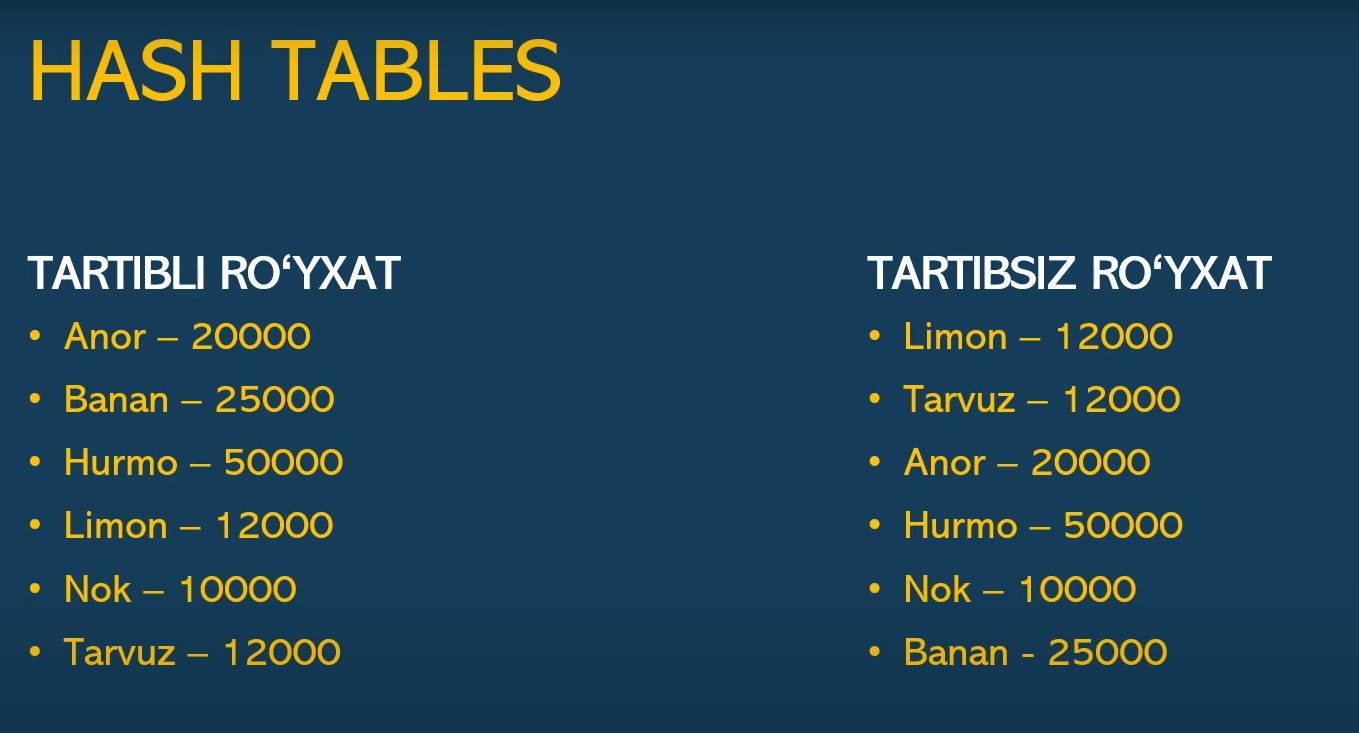 HASH TABLES
TARTIBLI RO‘YXAT
• Anor – 20000
• Banan – 25000
• Hurmo – 50000
• Limon – 12000
• Nok – 10000
• Tarvuz – 12000
TARTIBSIZ RO‘YXAT
• Limon – 12000
• Tarvuz – 12000
• Anor – 20000
• Hurmo – 50000
• Nok – 10000
• Banan - 25000